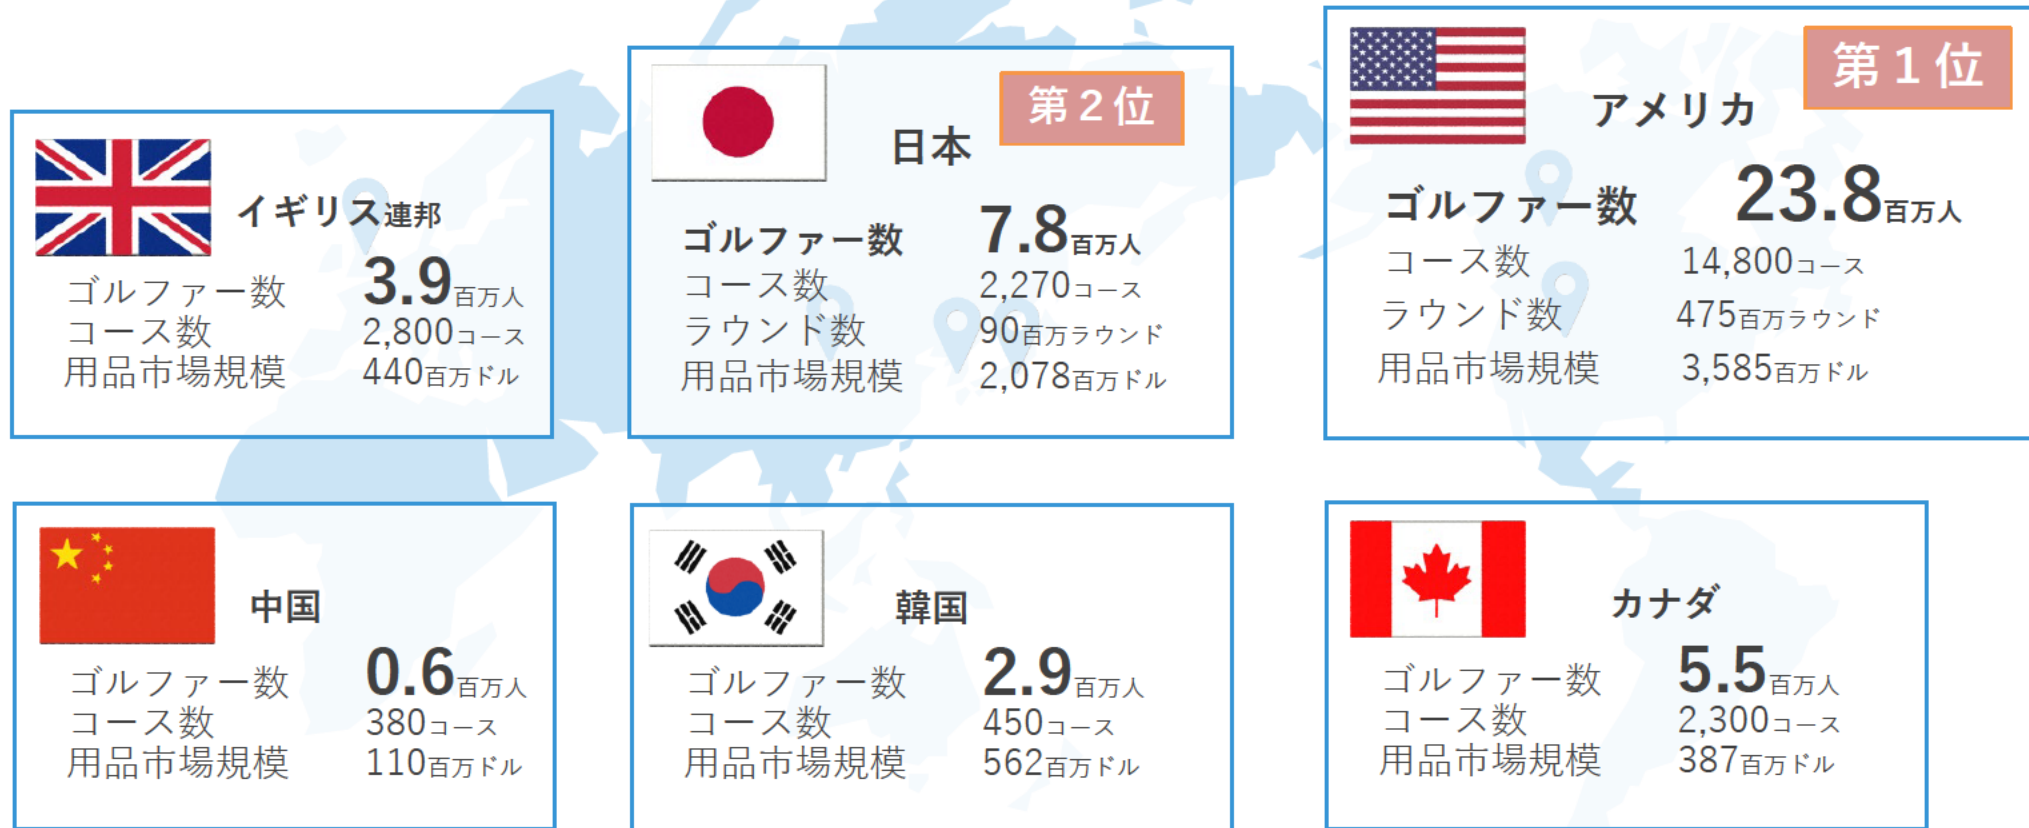 イギリス連邦
ゴルファー数 3.9百万人
コース数 2,800コース
用品市場規模 440百万ドル
第2位
日本
ゴルファー数 7.8百万人
コース数 2,270コース
ラウンド数 90百万ラウンド
用品市場規模 2,078百万ドル
第1位
アメリカ
ゴルファー数 23.8百万人
コース数 14,800コース
ラウンド数 475百万ラウンド
用品市場規模 3,585百万ドル
中国
ゴルファー数 0.6百万人
コース数 380コース
用品市場規模 110百万ドル
韓国
ゴルファー数 2.9百万人
コース数 450コース
用品市場規模 562百万ドル
カナダ
ゴルファー数 5.5百万人
コース数 2,300コース
用品市場規模 387百万ドル